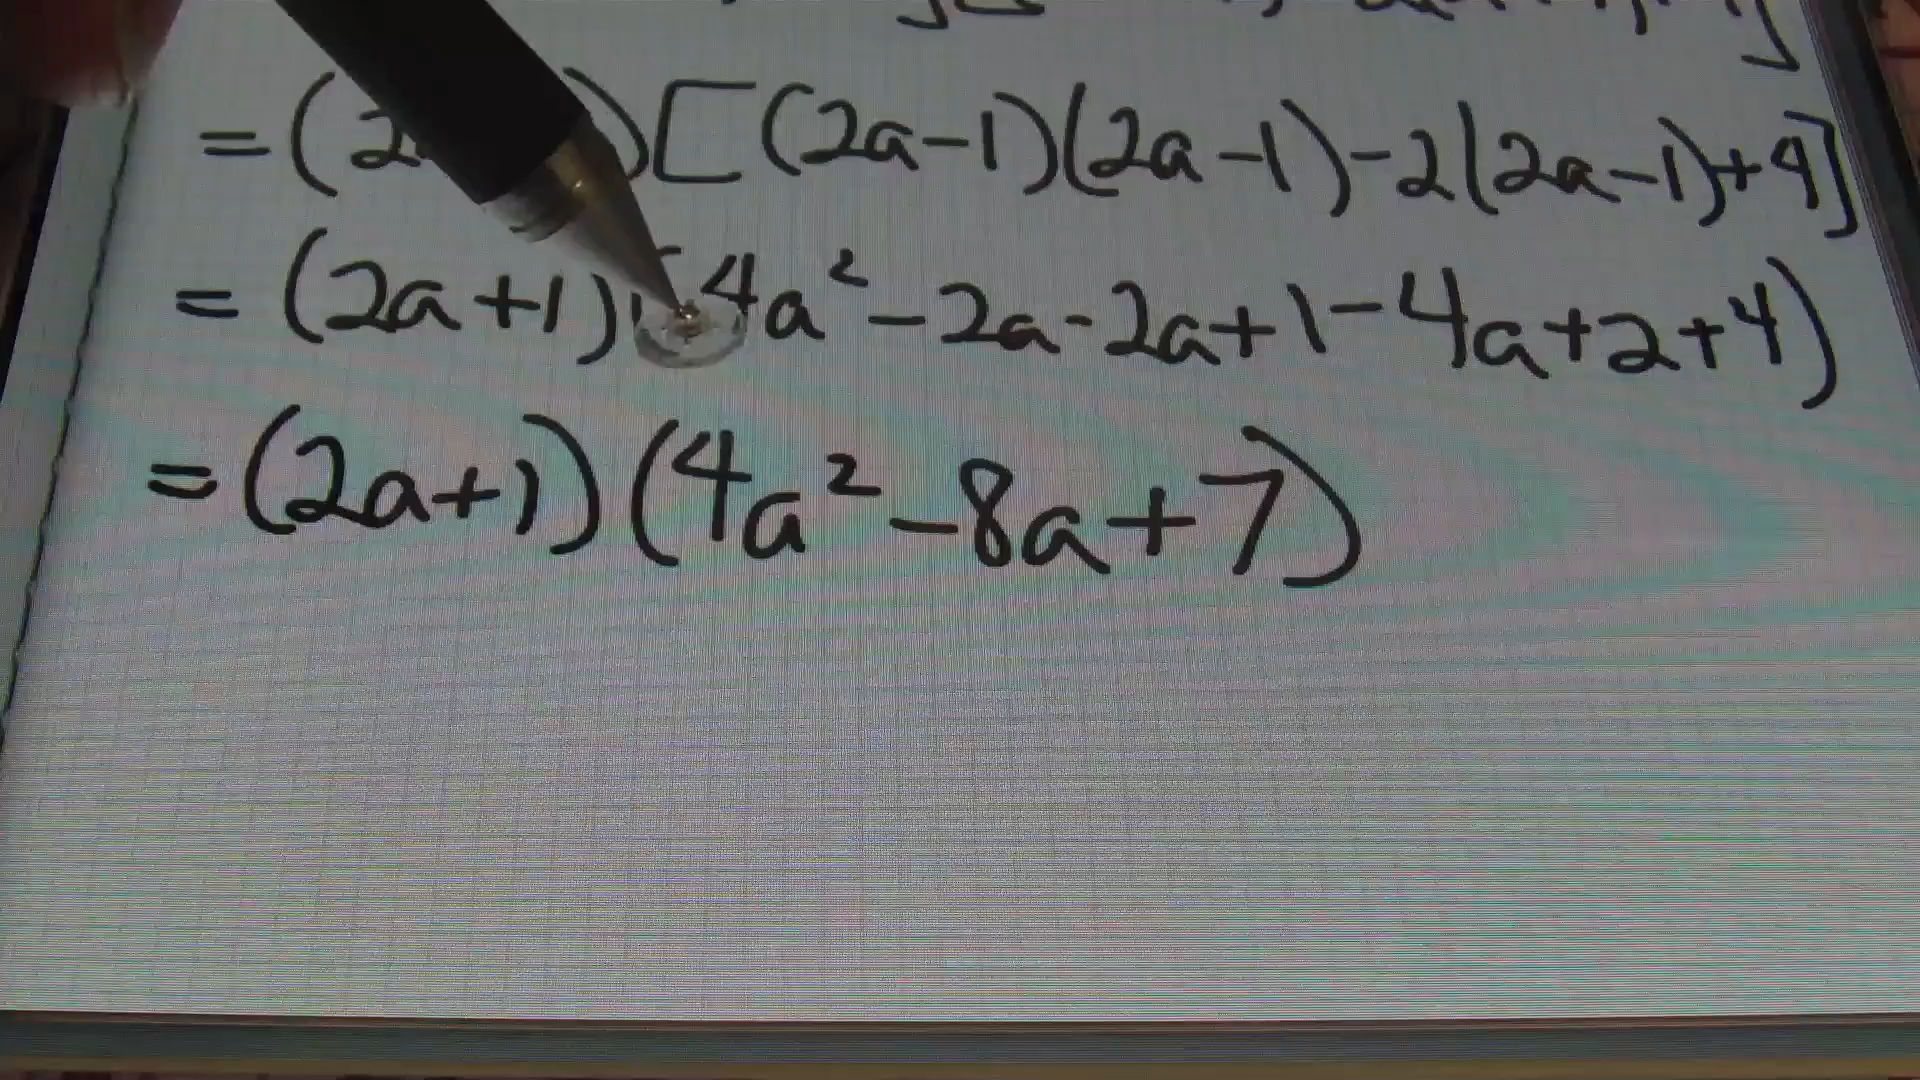 = (2a )[(2a-1)(2a-1)-2(2a-1)+4]
= (2a+1)(4a²-2a-2a+1-4a+2+4)
= (2a+1)(4a²-8a+7)